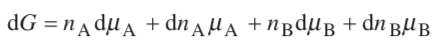 dG = n_A dμ_A + dn_A μ_A + n_B dμ_B + dn_B μ_B